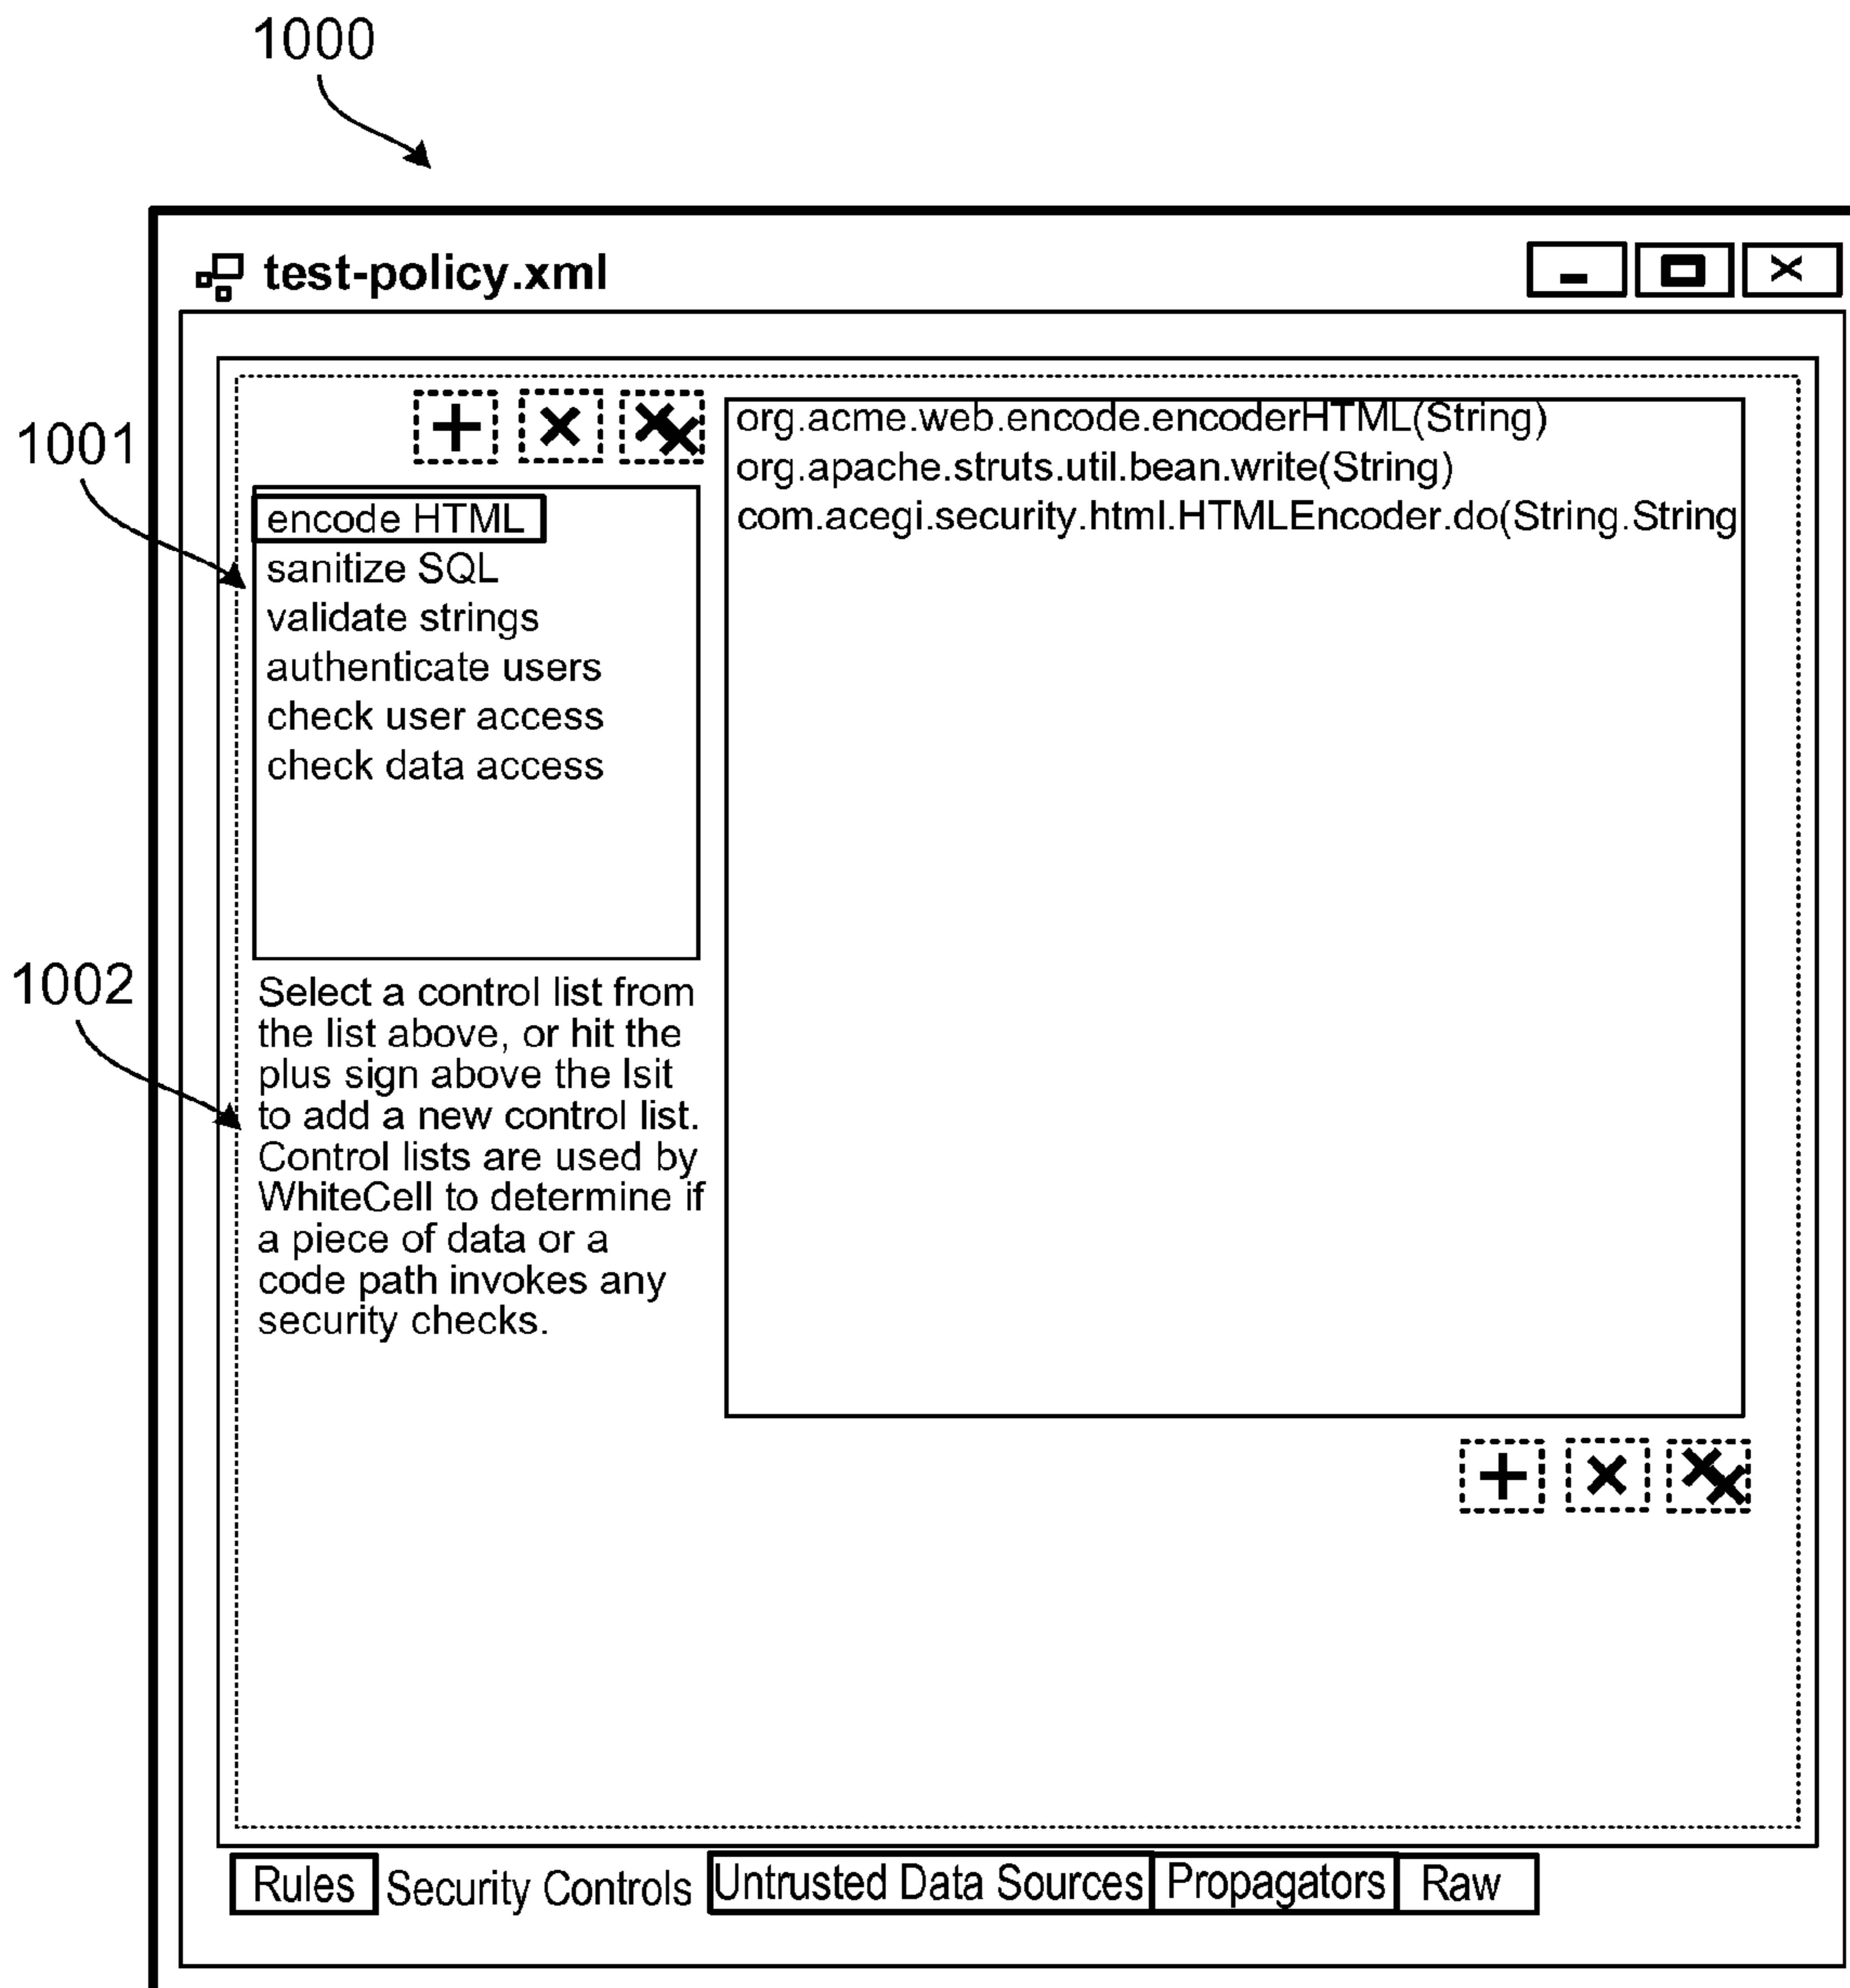 1000
test-policy.xml
1001
encode HTML
sanitize SQL
validate strings
authenticate users
check user access
check data access
1002
Select a control list from
the list above, or hit the
plus sign above the lsit
to add a new control list.
Control lists are used by
WhiteCell to determine if
a piece of data or a
code path invokes any
security checks.
org.acme.web.encode.encoderHTML(String)
org.apache.struts.util.bean.write(String)
com.acegi.security.html.HTMLEncoder.do(String.String
Rules Security Controls Untrusted Data Sources Propagators Raw